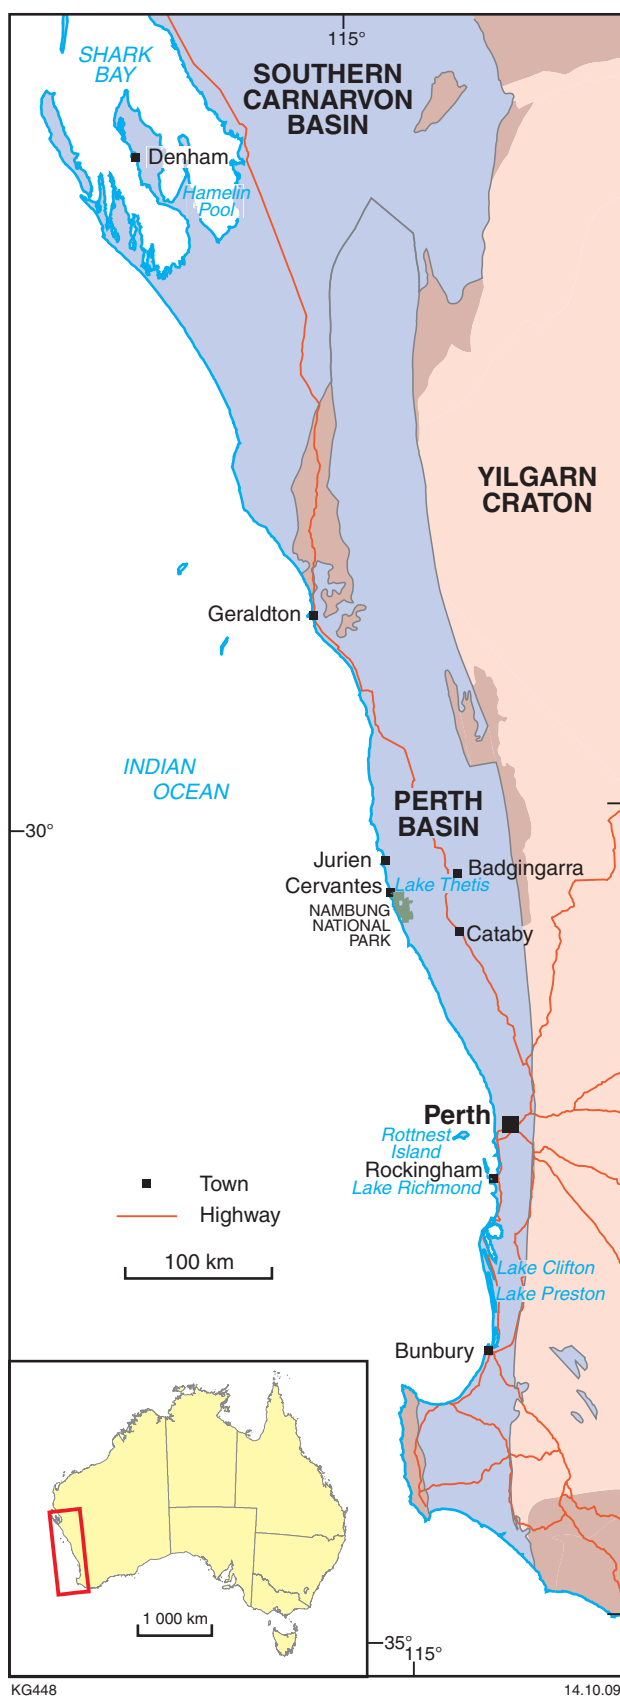 115°
SHARK
BAY
SOUTHERN
CARNARVON
BASIN
Denham
Hamelin
Pool
YILGARN
CRATON
Geraldton
INDIAN
OCEAN
PERTH
BASIN
30°
Jurien
Badgingarra
Cervantes
Lake Thetis
NAMBUNG
NATIONAL
PARK
Cataby
Perth
Rottnest
Island
Rockingham
Lake Richmond
Town
Highway
100 km
Lake Clifton
Lake Preston
Bunbury
1 000 km
35°
115°
KG448
14.10.09